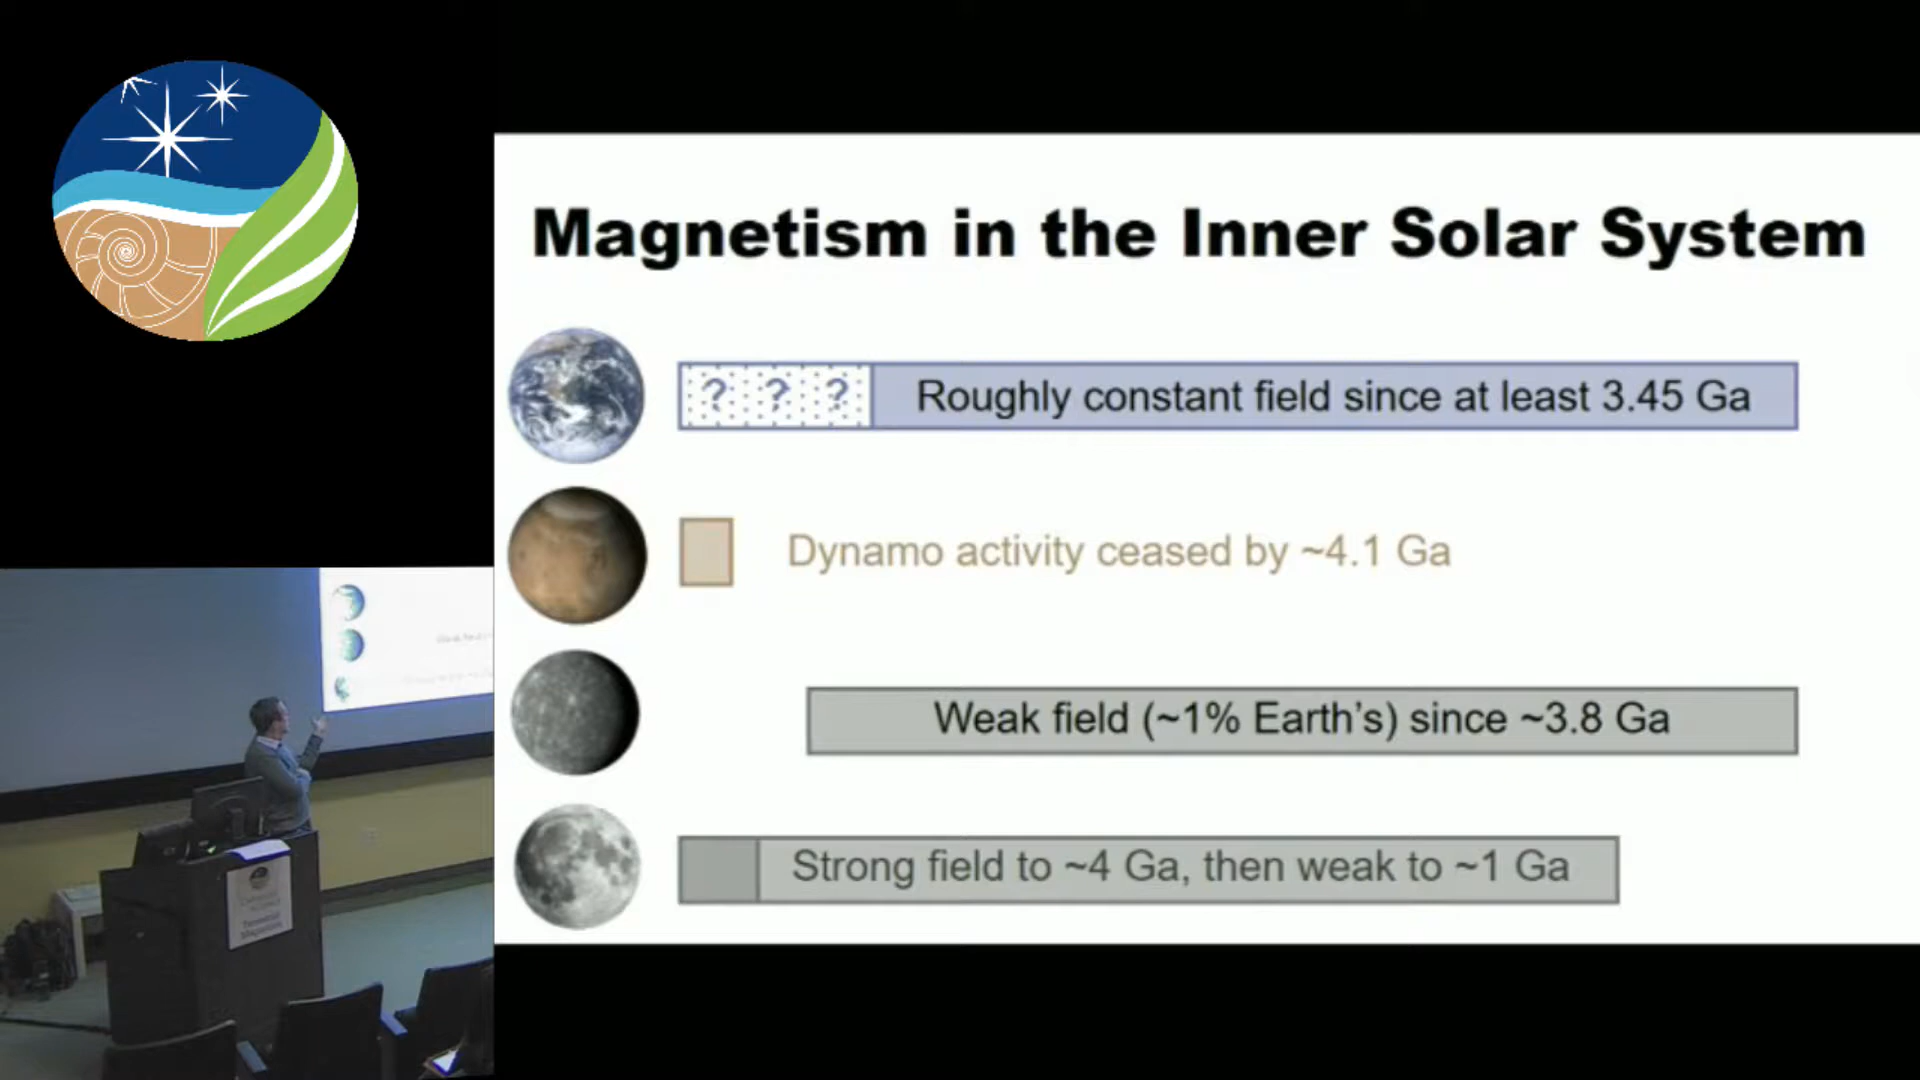 Magnetism in the Inner Solar System
? ? ?
Roughly constant field since at least 3.45 Ga
Dynamo activity ceased by ~4.1 Ga
Weak field (~1% Earth's) since ~3.8 Ga
Strong field to ~4 Ga, then weak to ~1 Ga
Terrestrial
Magnetism